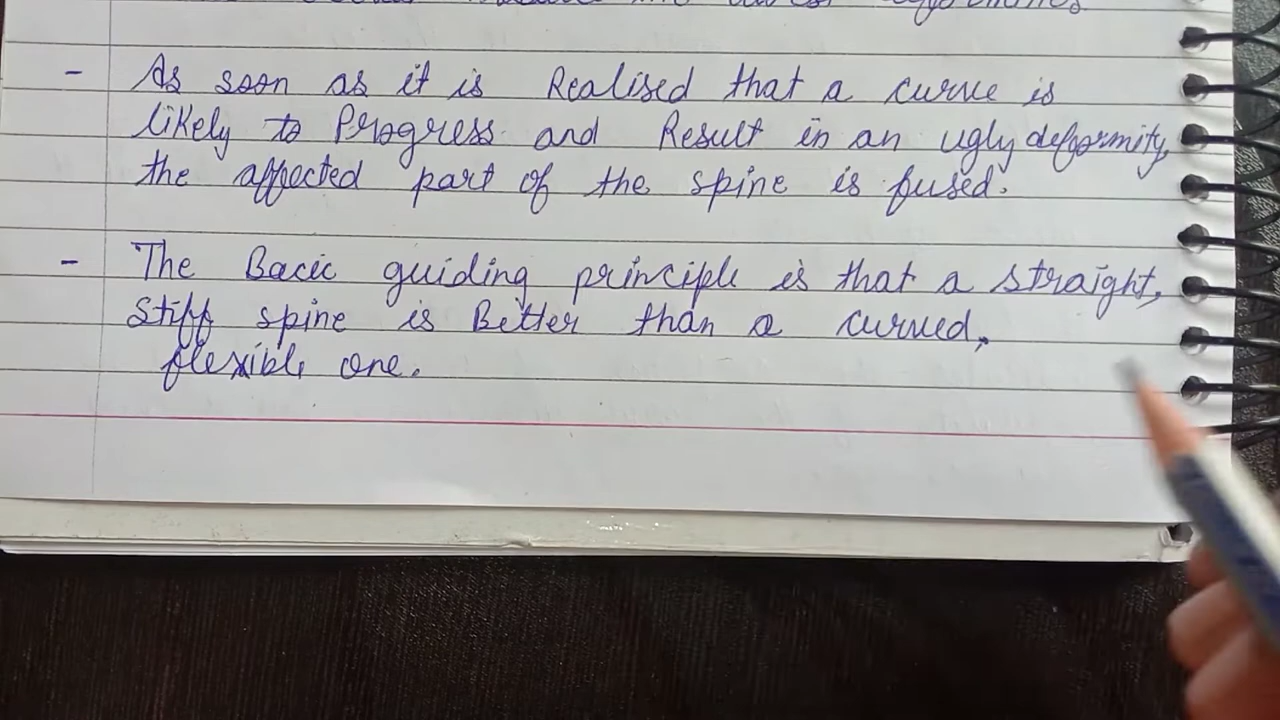 - As soon as it is Realised that a curve is
likely to Progress and Result in an ugly deformity,
the affected part of the spine is fused.
- The Bacic guiding principle is that a straight,
stiff spine is Better than a curved,
flexible one.